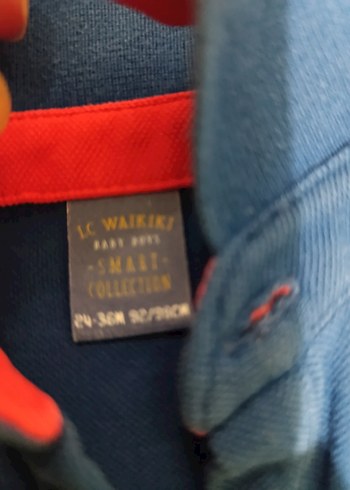 LC WAIKIKI
BABY BOYS
-SMART-
COLLECTION
24-36M 92/98CM